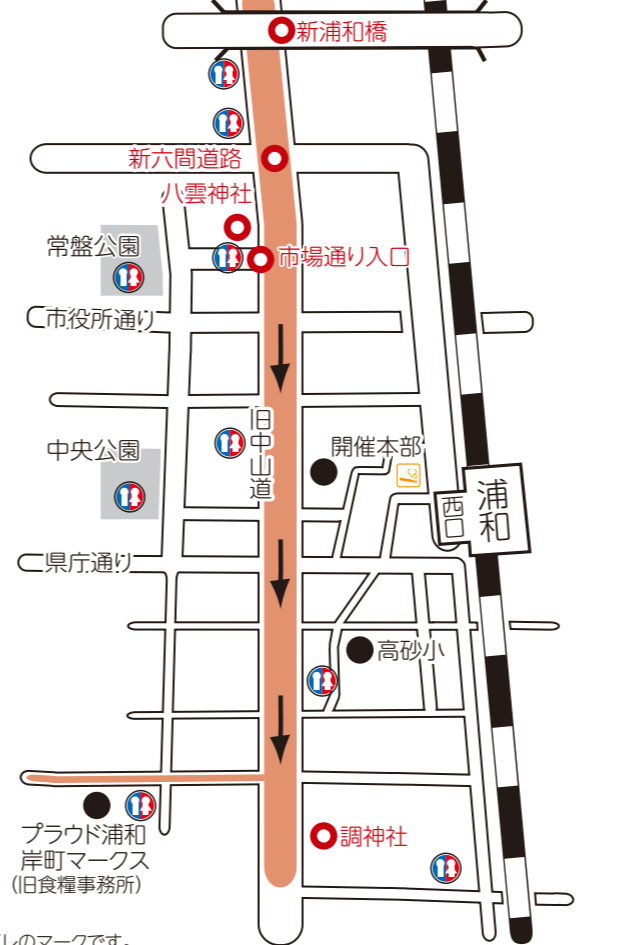 新浦和橋
新六間道路
八雲神社
常盤公園
市場通り入口
市役所通り
旧中山道
中央公園
開催本部
浦和
西口
県庁通り
高砂小
プラウド浦和
岸町マークス
(旧食糧事務所)
調神社
レのマークです。